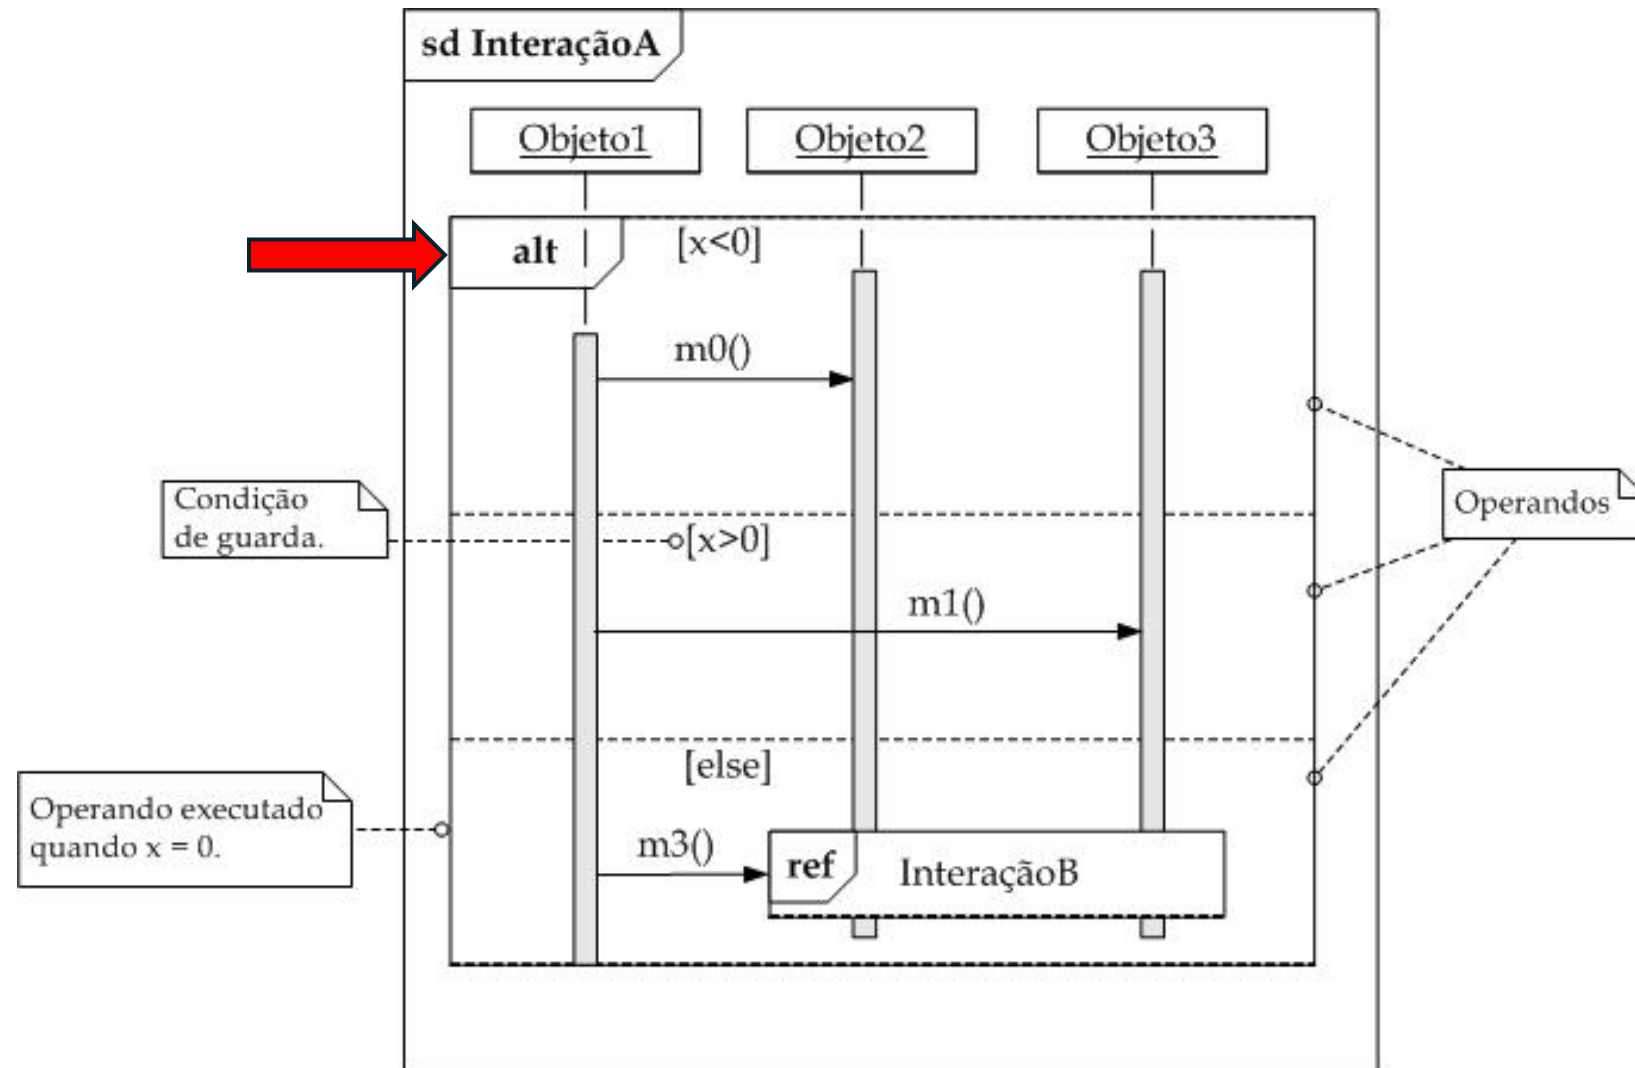 sd InteraçãoA
Objeto1
Objeto2
Objeto3
alt
[x<0]
m0()
Condição
de guarda.
[x>0]
Operandos
m1()
[else]
Operando executado
quando x = 0.
m3()
ref
InteraçãoB